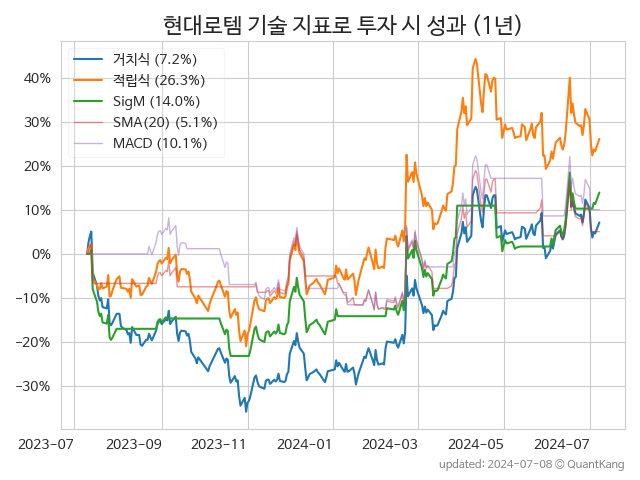 현대로템 기술 지표로 투자 시 성과 (1년)
거치식 (7.2%)
적립식 (26.3%)
SigM (14.0%)
SMA(20) (5.1%)
MACD (10.1%)
40%
30%
20%
10%
0%
−10%
−20%
−30%
2023-07 2023-09 2023-11 2024-01 2024-03 2024-05 2024-07
updated: 2024-07-08 © QuantKang